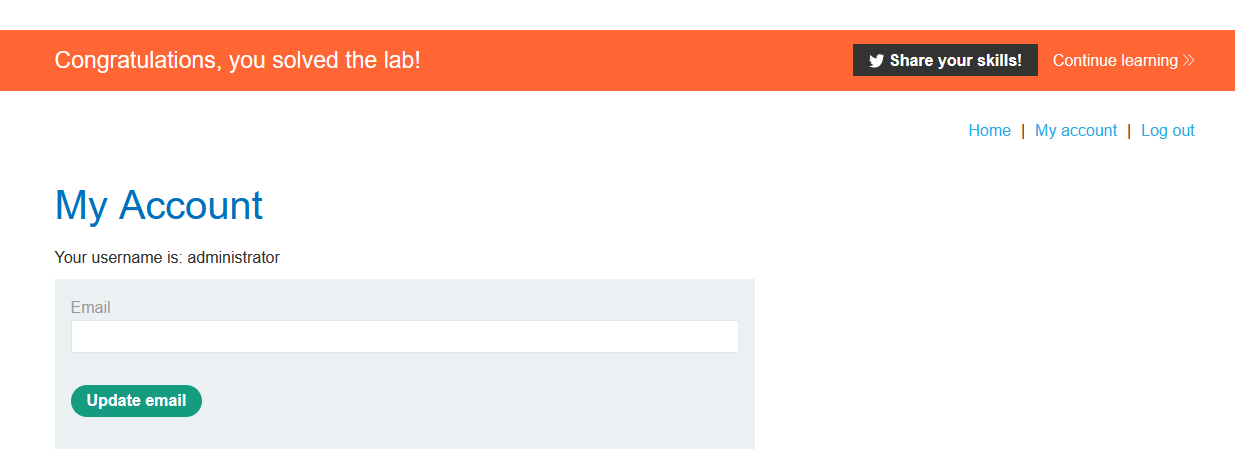 Congratulations, you solved the lab!
Share your skills!
Continue learning
Home | My account | Log out
My Account
Your username is: administrator
Email
Update email